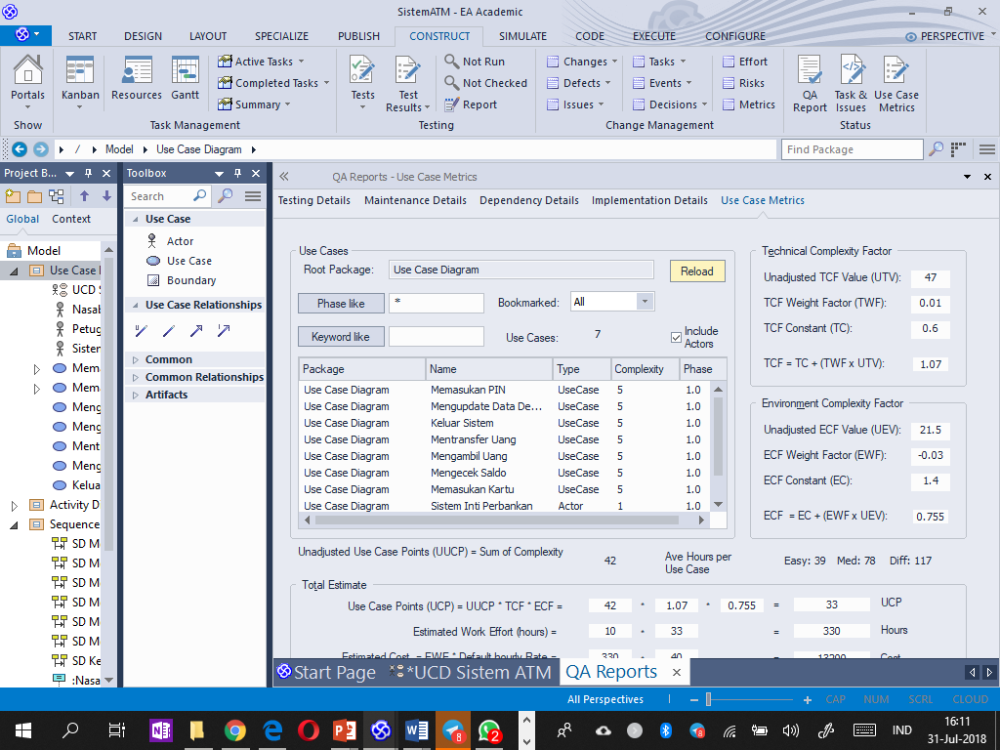 SistemATM - EA Academic
START DESIGN LAYOUT SPECIALIZE PUBLISH CONSTRUCT SIMULATE CODE EXECUTE CONFIGURE PERSPECTIVE
Portals
Show
Kanban Resources Gantt
Active Tasks
Completed Tasks
Summary
Task Management
Tests
Test Results
Not Run
Not Checked
Report
Testing
Changes
Defects
Issues
Tasks
Events
Decisions
Effort
Risks
Metrics
Change Management
QA Report
Task & Issues
Use Case Metrics
Status
/ Model Use Case Diagram
Find Package
Project B...
Global Context
Model
Use Case
UCD
Nasab
Petug
Sister
Mema
Mema
Meng
Meng
Ment
Meng
Kelua
Activity D
Sequence
SD M
SD M
SD M
SD M
SD M
SD M
SD Ke
:Nasa
Toolbox
Search
Use Case
Actor
Use Case
Boundary
Use Case Relationships
Common
Common Relationships
Artifacts
QA Reports - Use Case Metrics
Testing Details Maintenance Details Dependency Details Implementation Details Use Case Metrics
Use Cases
Root Package: Use Case Diagram Reload
Phase like * Bookmarked: All
Keyword like Use Cases: 7 Include Actors
Package Name Type Complexity Phase
Use Case Diagram Memasukan PIN UseCase 5 1.0
Use Case Diagram Mengupdate Data De... UseCase 5 1.0
Use Case Diagram Keluar Sistem UseCase 5 1.0
Use Case Diagram Mentransfer Uang UseCase 5 1.0
Use Case Diagram Mengambil Uang UseCase 5 1.0
Use Case Diagram Mengecek Saldo UseCase 5 1.0
Use Case Diagram Memasukan Kartu UseCase 5 1.0
Use Case Diagram Sistem Inti Perbankan Actor 1 1.0
Technical Complexity Factor
Unadjusted TCF Value (UTV): 47
TCF Weight Factor (TWF): 0.01
TCF Constant (TC): 0.6
TCF = TC + (TWF x UTV): 1.07
Environment Complexity Factor
Unadjusted ECF Value (UEV): 21.5
ECF Weight Factor (EWF): -0.03
ECF Constant (EC): 1.4
ECF = EC + (EWF x UEV): 0.755
Unadjusted Use Case Points (UUCP) = Sum of Complexity 42
Ave Hours per Use Case Easy: 39 Med: 78 Diff: 117
Total Estimate
Use Case Points (UCP) = UUCP * TCF * ECF = 42 * 1.07 * 0.755 = 33 UCP
Estimated Work Effort (hours) = 10 * 33 = 330 Hours
Estimated Cost = EWE * Default hourly Rate = 330 * 40 = 13200 Cost
Start Page *UCD Sistem ATM QA Reports
All Perspectives CAP NUM SCRL CLOUD
8 2 8 IND
16:11
31-Jul-2018